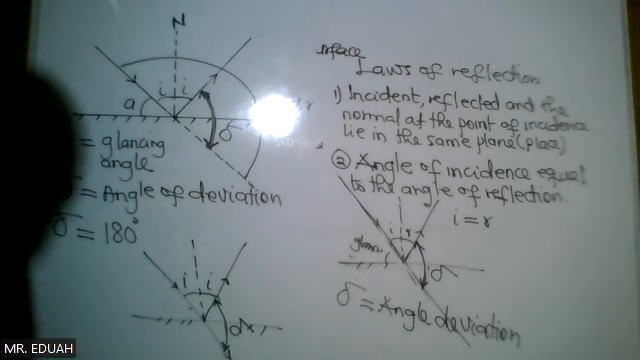 N
i i
a
δ
= glancing
angle
= Angle of deviation
δ = 180°
i i
Laws of reflection
1) Incident, reflected and the
normal at the point of incidence
lie in the same plane (place)
② Angle of incidence equal
to the angle of reflection.
i = r
i r
glance
δ
δ = Angle deviation
MR. EDUAH